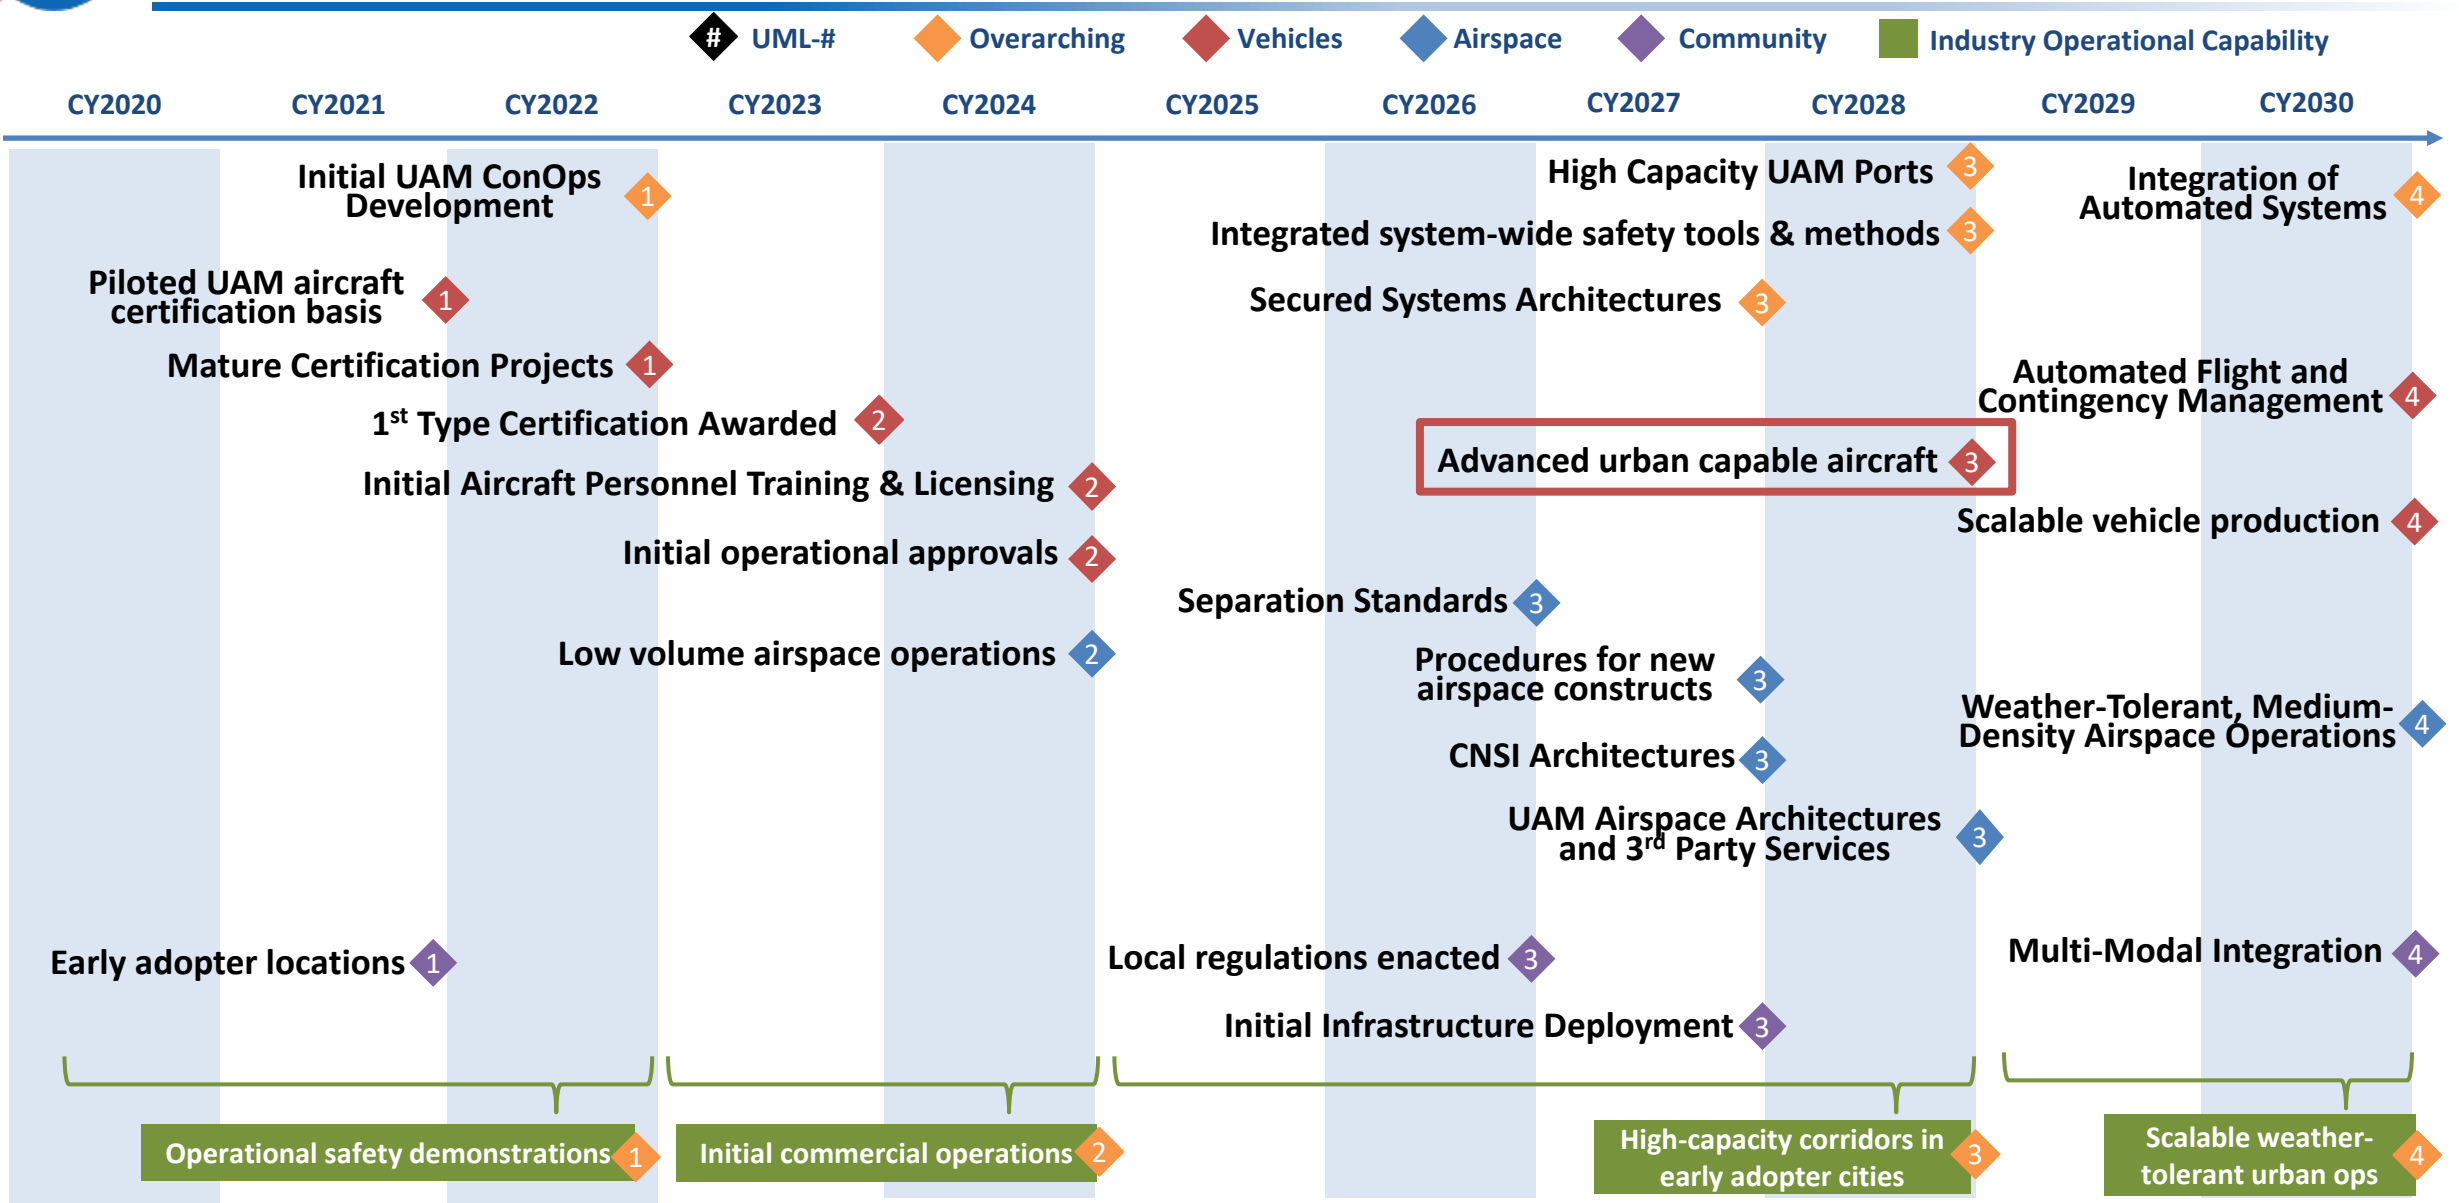 # UML-# Overarching Vehicles Airspace Community Industry Operational Capability
CY2020 CY2021 CY2022 CY2023 CY2024 CY2025 CY2026 CY2027 CY2028 CY2029 CY2030
Initial UAM ConOps
Development
1
High Capacity UAM Ports 3
Integration of
Automated Systems
4
Integrated system-wide safety tools & methods 3
Piloted UAM aircraft
certification basis
1
Secured Systems Architectures 3
Mature Certification Projects 1
Automated Flight and
Contingency Management
4
1st Type Certification Awarded 2
Advanced urban capable aircraft 3
Initial Aircraft Personnel Training & Licensing 2
Scalable vehicle production 4
Initial operational approvals 2
Separation Standards 3
Low volume airspace operations 2
Procedures for new
airspace constructs
3
Weather-Tolerant, Medium-
Density Airspace Operations
4
CNSI Architectures 3
UAM Airspace Architectures
and 3rd Party Services
3
Early adopter locations 1
Local regulations enacted 3
Multi-Modal Integration 4
Initial Infrastructure Deployment 3
Operational safety demonstrations 1
Initial commercial operations 2
High-capacity corridors in
early adopter cities
3
Scalable weather-
tolerant urban ops
4